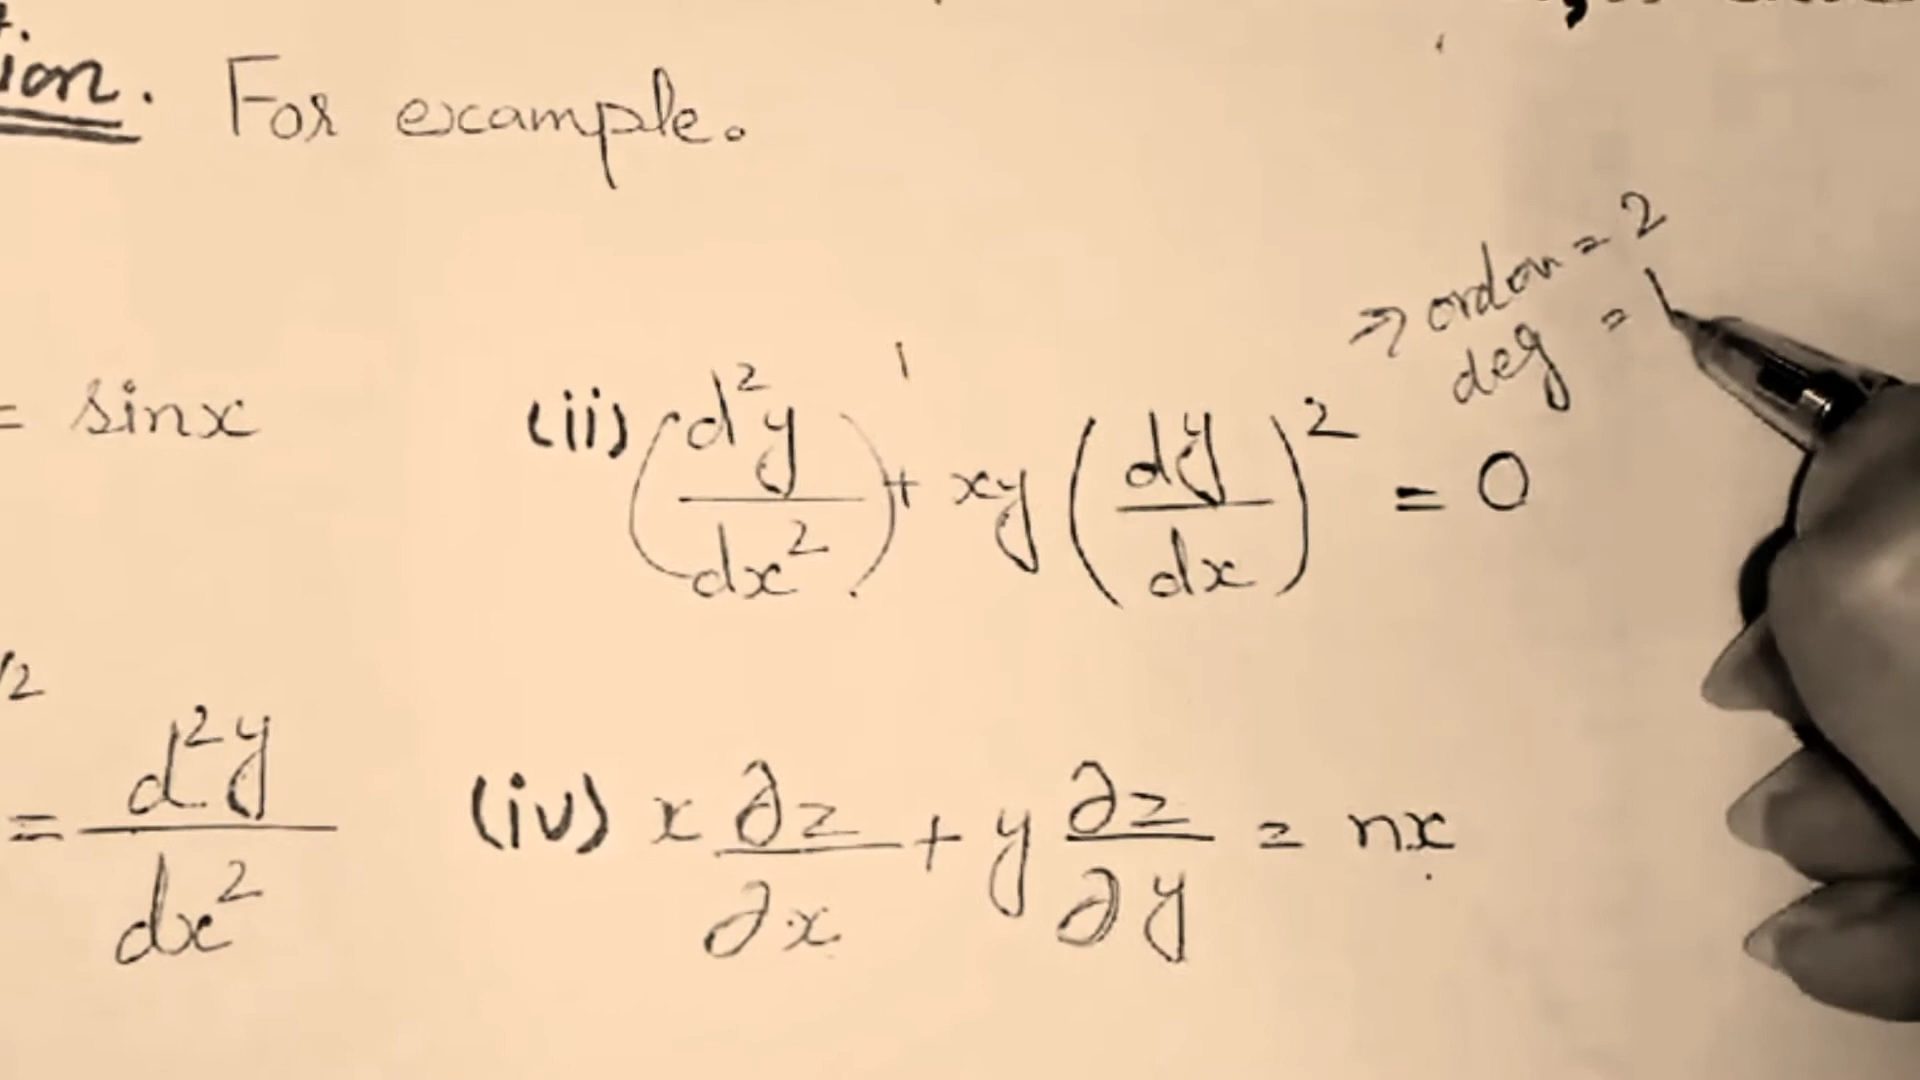 ion. For example.
⇒ order = 2
deg = 1
= sinx (ii) (d²y/dx²)¹ + xy (dy/dx)² = 0
/2
= d²y/dx² (iv) x ∂z/∂x + y ∂z/∂y = nx